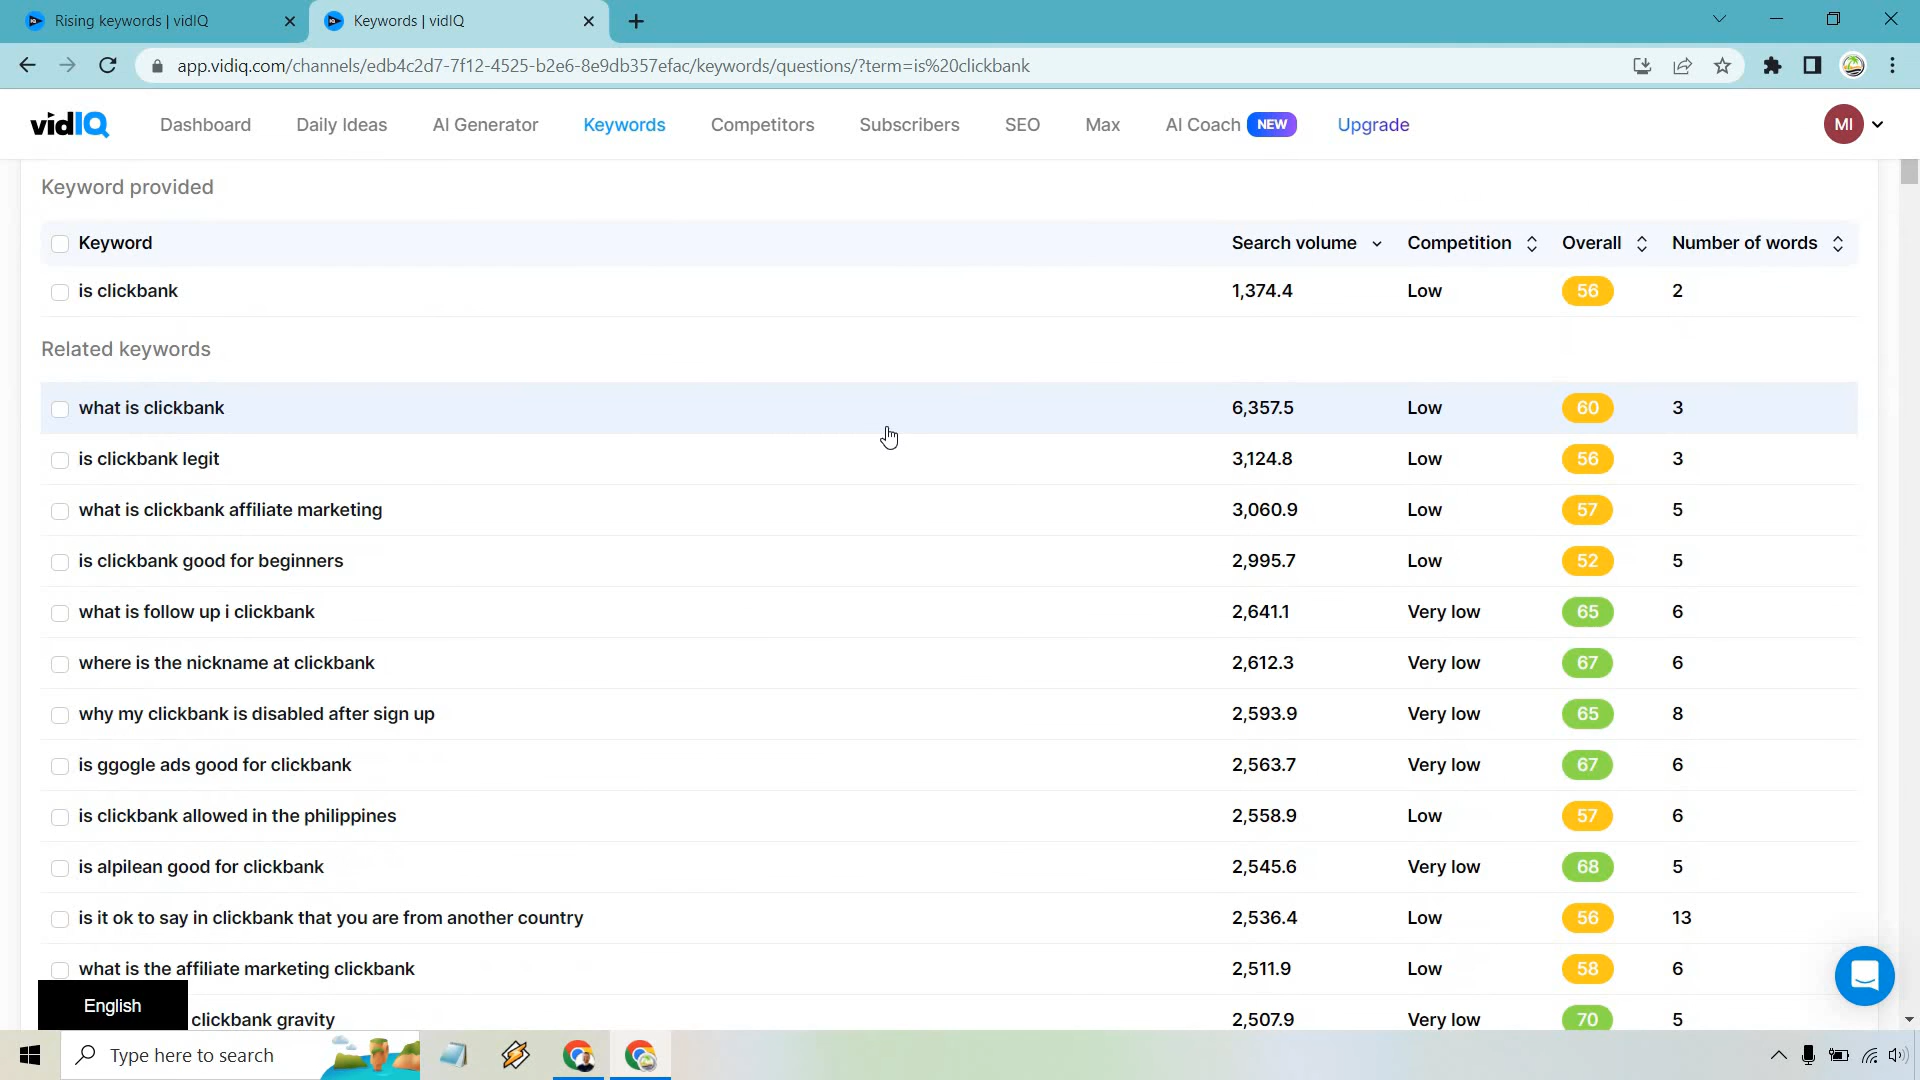 Rising keywords | vidIQ
Keywords | vidIQ
app.vidiq.com/channels/edb4c2d7-7f12-4525-b2e6-8e9db357efac/keywords/questions/?term=is%20clickbank
vidIQ Dashboard Daily Ideas AI Generator Keywords Competitors Subscribers SEO Max AI Coach NEW Upgrade MI
Keyword provided
Keyword Search volume Competition Overall Number of words
is clickbank 1,374.4 Low 56 2
Related keywords
what is clickbank 6,357.5 Low 60 3
is clickbank legit 3,124.8 Low 56 3
what is clickbank affiliate marketing 3,060.9 Low 57 5
is clickbank good for beginners 2,995.7 Low 52 5
what is follow up i clickbank 2,641.1 Very low 65 6
where is the nickname at clickbank 2,612.3 Very low 67 6
why my clickbank is disabled after sign up 2,593.9 Very low 65 8
is ggogle ads good for clickbank 2,563.7 Very low 67 6
is clickbank allowed in the philippines 2,558.9 Low 57 6
is alpilean good for clickbank 2,545.6 Very low 68 5
is it ok to say in clickbank that you are from another country 2,536.4 Low 56 13
what is the affiliate marketing clickbank 2,511.9 Low 58 6
English
clickbank gravity 2,507.9 Very low 70 5
Type here to search